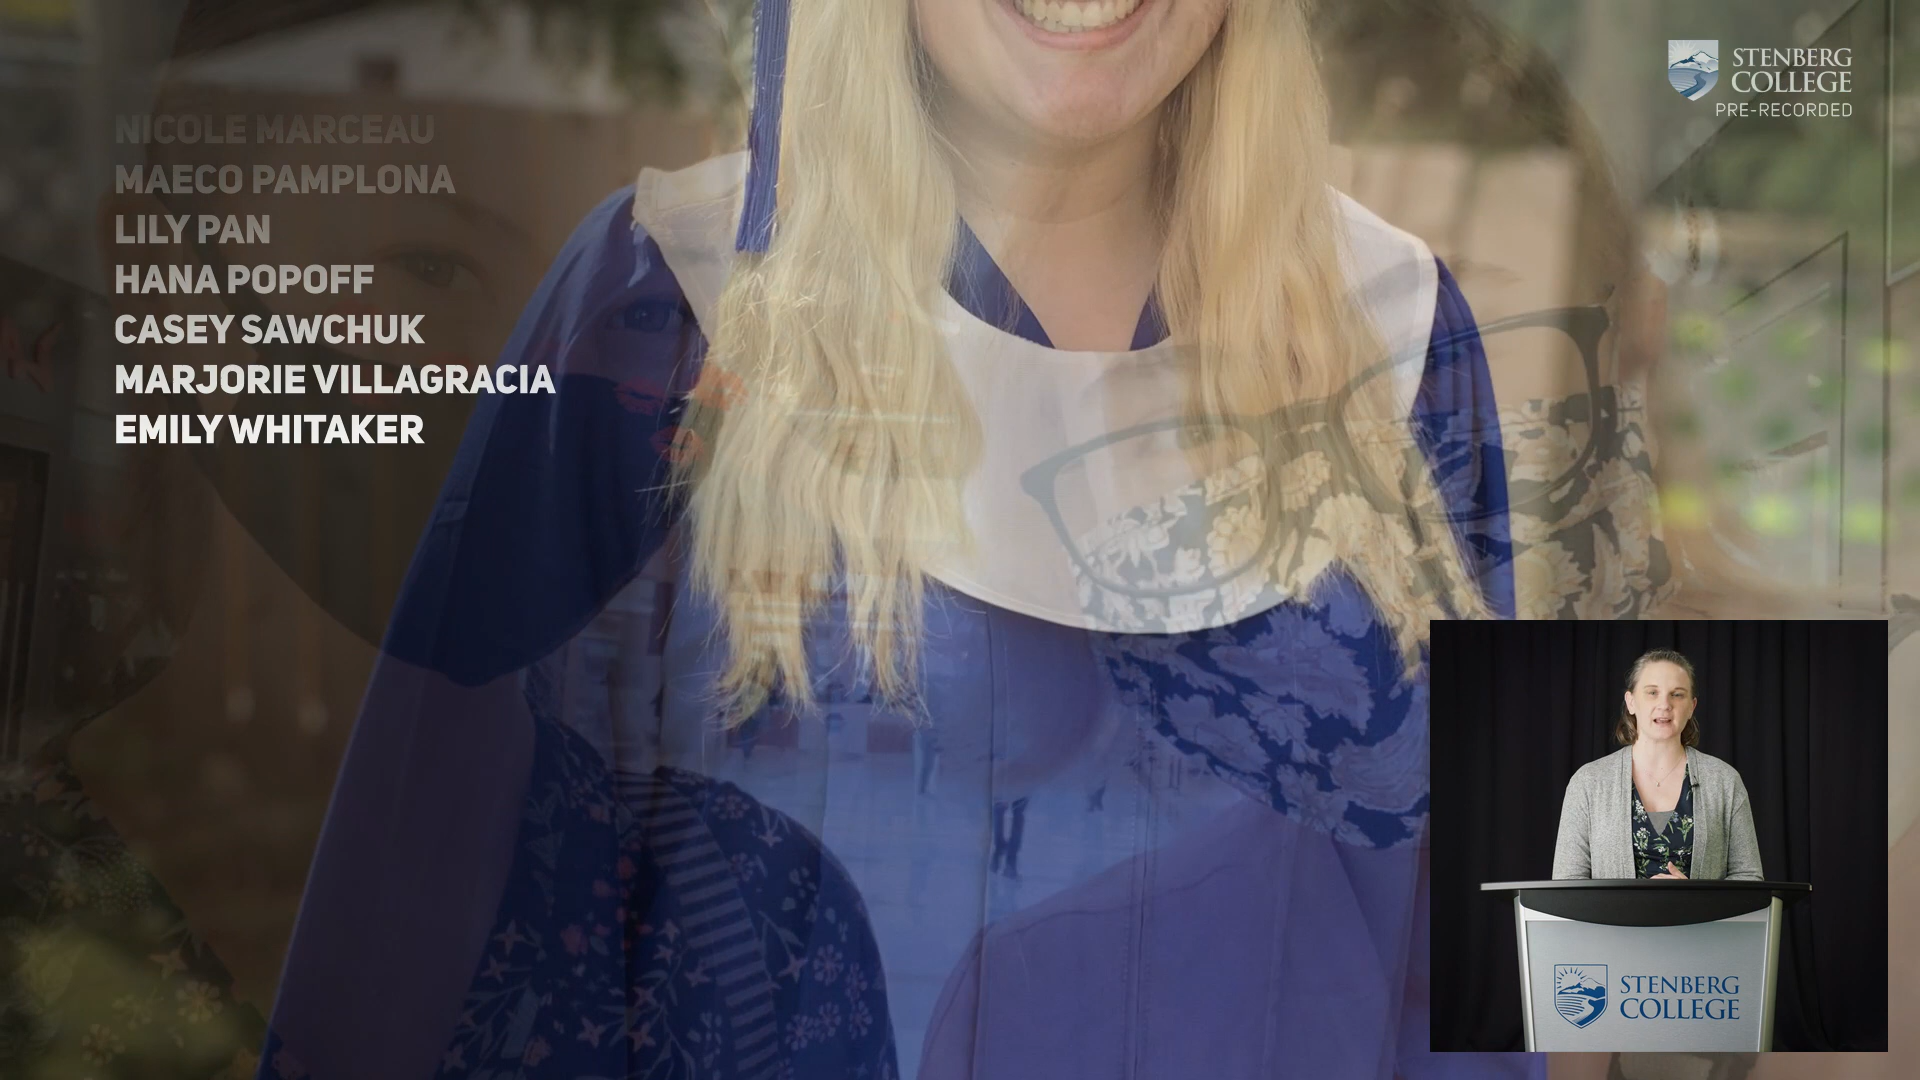 NICOLE MARCEAU
MAECO PAMPLONA
LILY PAN
HANA POPOFF
CASEY SAWCHUK
MARJORIE VILLAGRACIA
EMILY WHITAKER
STENBERG
COLLEGE
PRE-RECORDED
STENBERG
COLLEGE